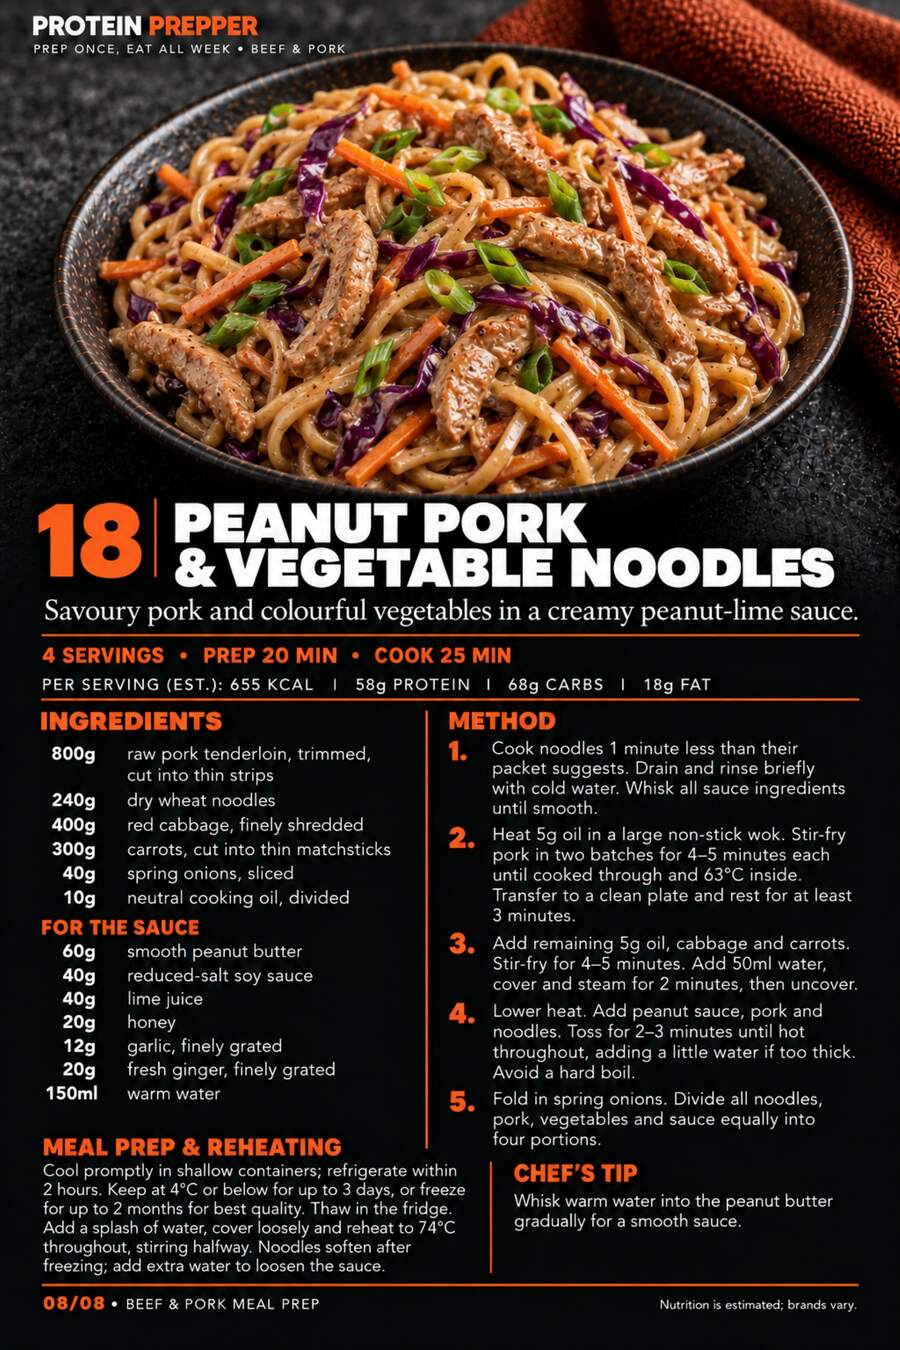 PROTEIN PREPPER
PREP ONCE, EAT ALL WEEK • BEEF & PORK
18
PEANUT PORK
& VEGETABLE NOODLES
Savoury pork and colourful vegetables in a creamy peanut-lime sauce.
4 SERVINGS • PREP 20 MIN • COOK 25 MIN
PER SERVING (EST.): 655 KCAL | 58g PROTEIN | 68g CARBS | 18g FAT
INGREDIENTS
800g raw pork tenderloin, trimmed,
cut into thin strips
240g dry wheat noodles
400g red cabbage, finely shredded
300g carrots, cut into thin matchsticks
40g spring onions, sliced
10g neutral cooking oil, divided
FOR THE SAUCE
60g smooth peanut butter
40g reduced-salt soy sauce
40g lime juice
20g honey
12g garlic, finely grated
20g fresh ginger, finely grated
150ml warm water
METHOD
1. Cook noodles 1 minute less than their
packet suggests. Drain and rinse briefly
with cold water. Whisk all sauce ingredients
until smooth.
2. Heat 5g oil in a large non-stick wok. Stir-fry
pork in two batches for 4–5 minutes each
until cooked through and 63°C inside.
Transfer to a clean plate and rest for at least
3 minutes.
3. Add remaining 5g oil, cabbage and carrots.
Stir-fry for 4–5 minutes. Add 50ml water,
cover and steam for 2 minutes, then uncover.
4. Lower heat. Add peanut sauce, pork and
noodles. Toss for 2–3 minutes until hot
throughout, adding a little water if too thick.
Avoid a hard boil.
5. Fold in spring onions. Divide all noodles,
pork, vegetables and sauce equally into
four portions.
MEAL PREP & REHEATING
Cool promptly in shallow containers; refrigerate within
2 hours. Keep at 4°C or below for up to 3 days, or freeze
for up to 2 months for best quality. Thaw in the fridge.
Add a splash of water, cover loosely and reheat to 74°C
throughout, stirring halfway. Noodles soften after
freezing; add extra water to loosen the sauce.
CHEF'S TIP
Whisk warm water into the peanut butter
gradually for a smooth sauce.
08/08 • BEEF & PORK MEAL PREP
Nutrition is estimated; brands vary.